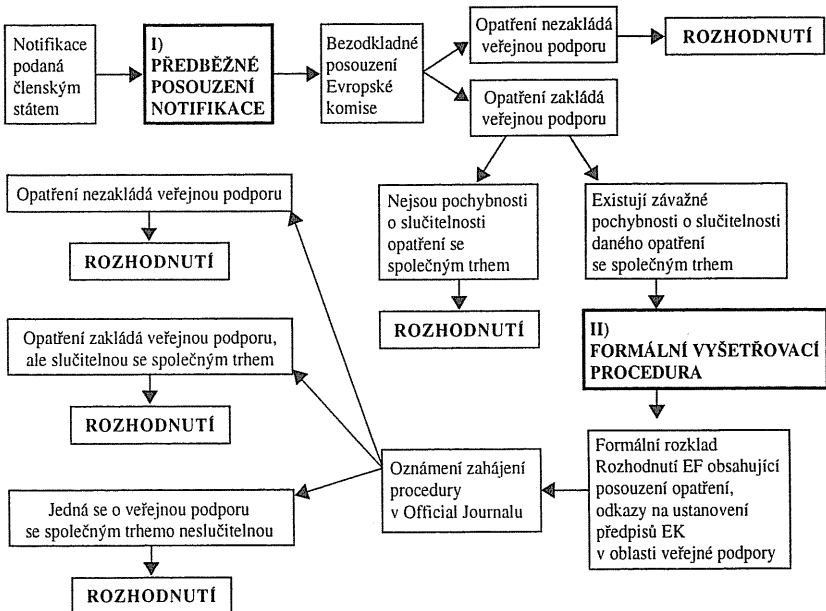 Notifikace
podaná
členským
státem
I)
PŘEDBĚŽNÉ
POSOUZENÍ
NOTIFIKACE
Bezodkladné
posouzení
Evropské
komise
Opatření nezakládá
veřejnou podporu
ROZHODNUTÍ
Opatření zakládá
veřejnou podporu
Nejsou pochybnosti
o slučitelnosti
opatření se
společným trhem
ROZHODNUTÍ
Existují závažné
pochybnosti o slučitelnosti
daného opatření
se společným trhem
II)
FORMÁLNÍ VYŠETŘOVACÍ
PROCEDURA
Formální rozklad
Rozhodnutí EF obsahující
posouzení opatření,
odkazy na ustanovení
předpisů EK
v oblasti veřejné podpory
Oznámení zahájení
procedury
v Official Journalu
Opatření nezakládá veřejnou podporu
ROZHODNUTÍ
Opatření zakládá veřejnou podporu,
ale slučitelnou se společným trhem
ROZHODNUTÍ
Jedná se o veřejnou podporu
se společným trhemo neslučitelnou
ROZHODNUTÍ